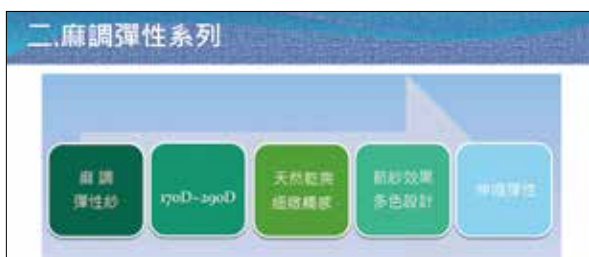 二.麻調彈性系列
麻調
彈性紗
170D~290D
天然乾爽
細緻觸感
節紗效果
多色設計
伸縮彈性